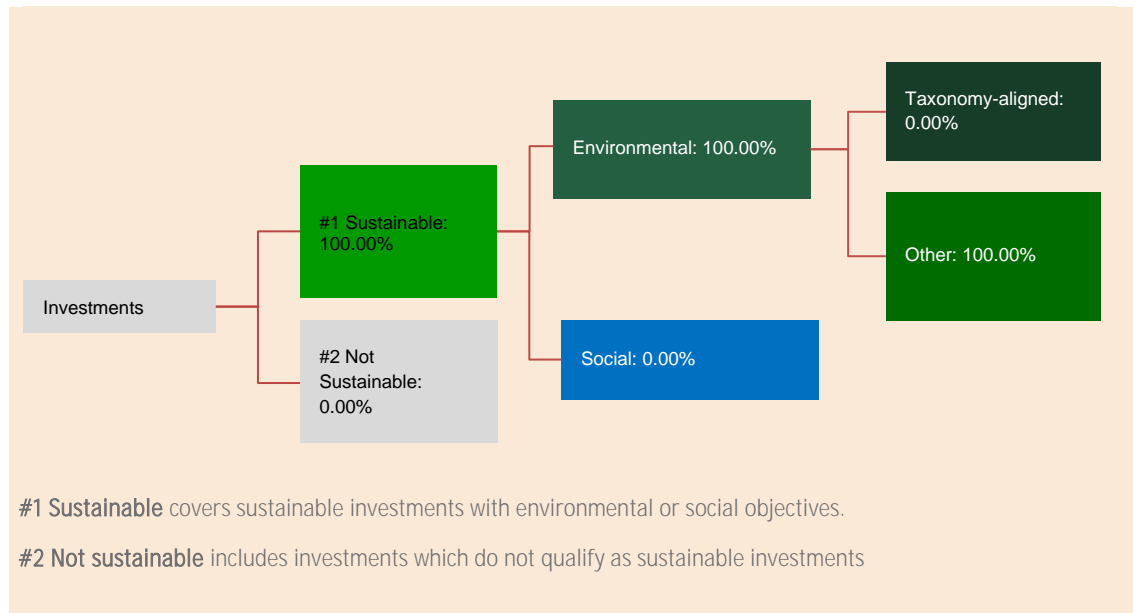 Investments
#1 Sustainable:
100.00%
#2 Not
Sustainable:
0.00%
Environmental: 100.00%
Social: 0.00%
Taxonomy-aligned:
0.00%
Other: 100.00%
#1 Sustainable covers sustainable investments with environmental or social objectives.
#2 Not sustainable includes investments which do not qualify as sustainable investments